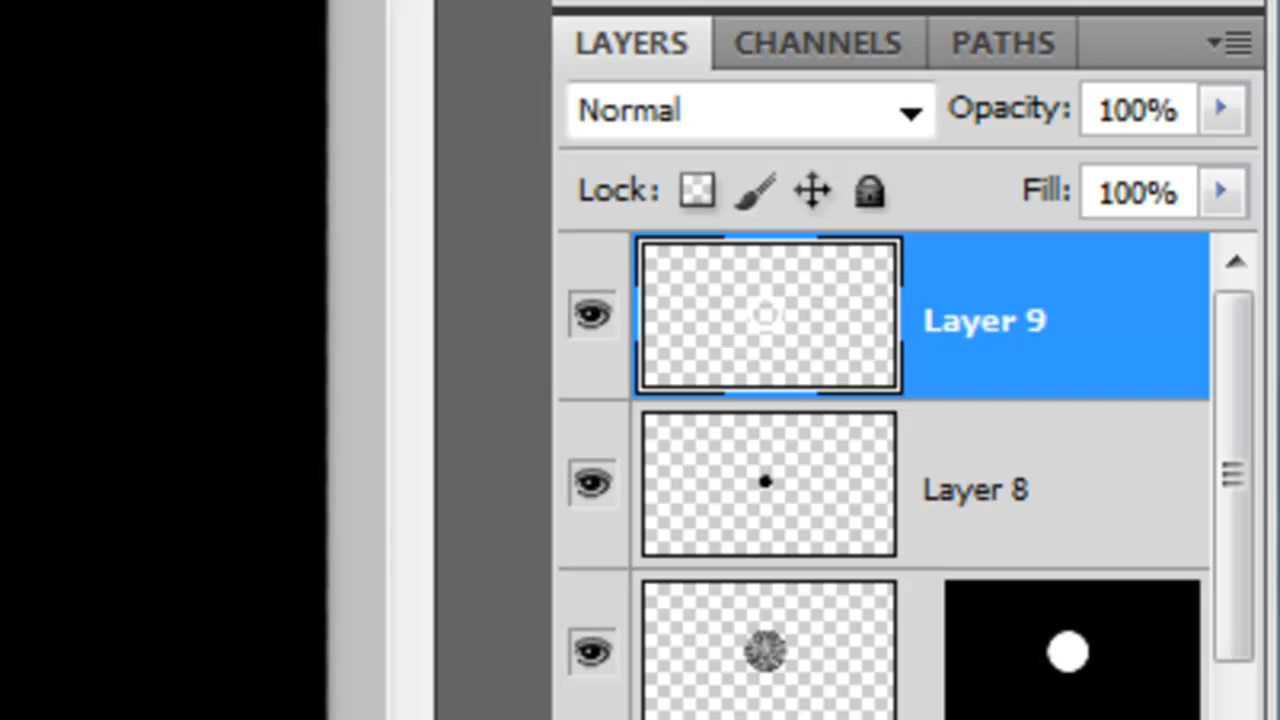 LAYERS CHANNELS PATHS
Normal Opacity: 100%
Lock: Fill: 100%
Layer 9
Layer 8